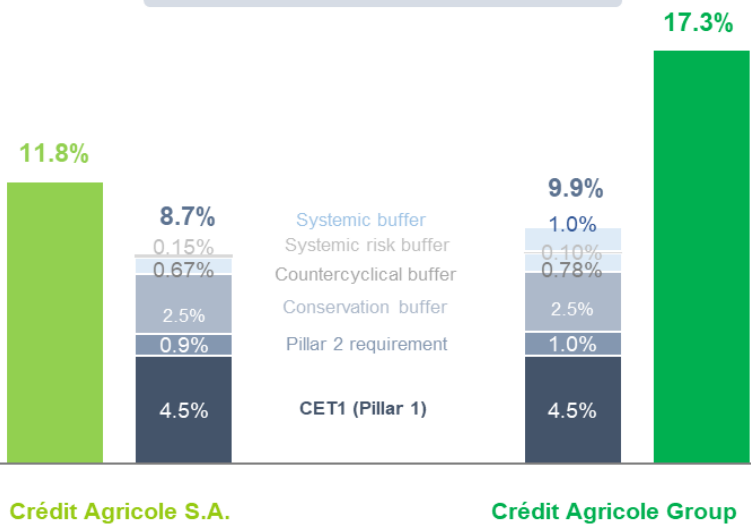 17.3%
11.8%
9.9%
8.7%
Systemic buffer
1.0%
0.15%
Systemic risk buffer
0.10%
0.67%
Countercyclical buffer
0.78%
2.5%
Conservation buffer
2.5%
0.9%
Pillar 2 requirement
1.0%
4.5%
CET1 (Pillar 1)
4.5%
Crédit Agricole S.A.
Crédit Agricole Group